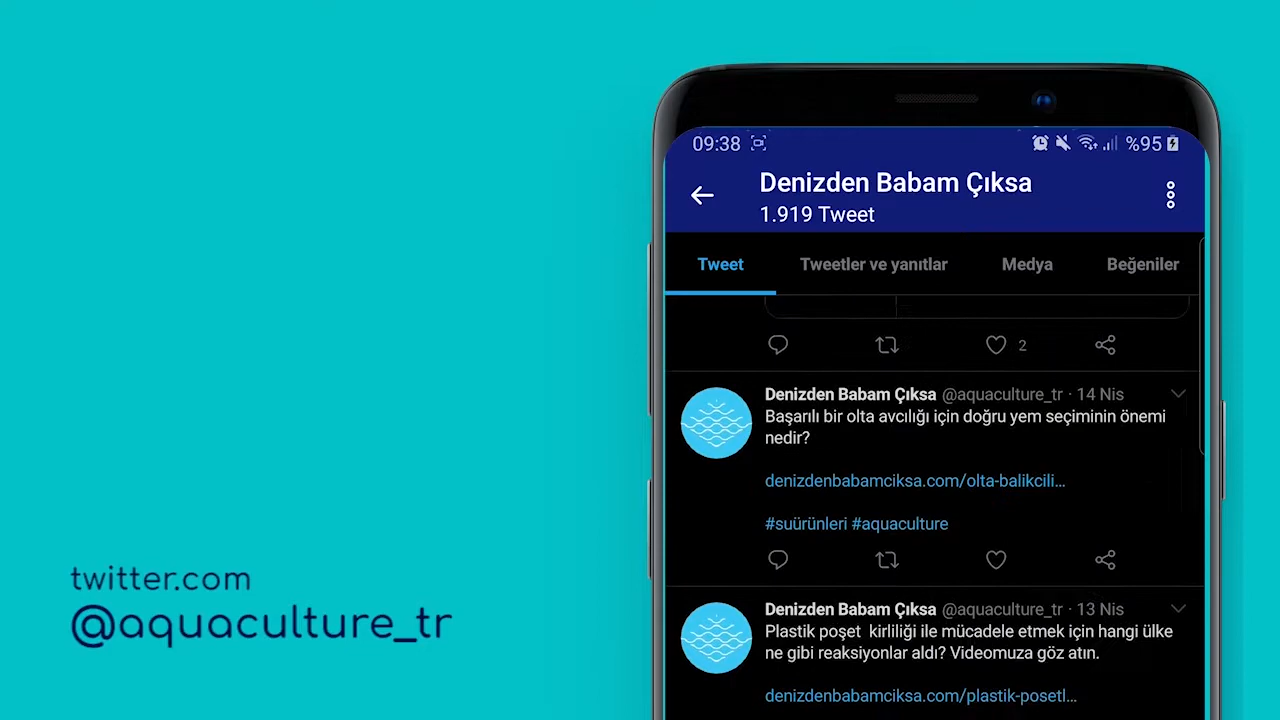 09:38
%95
Denizden Babam Çıksa
1.919 Tweet
Tweet Tweetler ve yanıtlar Medya Beğeniler
2
Denizden Babam Çıksa @aquaculture_tr · 14 Nis
Başarılı bir olta avcılığı için doğru yem seçiminin önemi
nedir?
denizdenbabamciksa.com/olta-balikcili…
#suürünleri #aquaculture
Denizden Babam Çıksa @aquaculture_tr · 13 Nis
Plastik poşet kirliliği ile mücadele etmek için hangi ülke
ne gibi reaksiyonlar aldı? Videomuza göz atın.
denizdenbabamciksa.com/plastik-posetl…
twitter.com
@aquaculture_tr